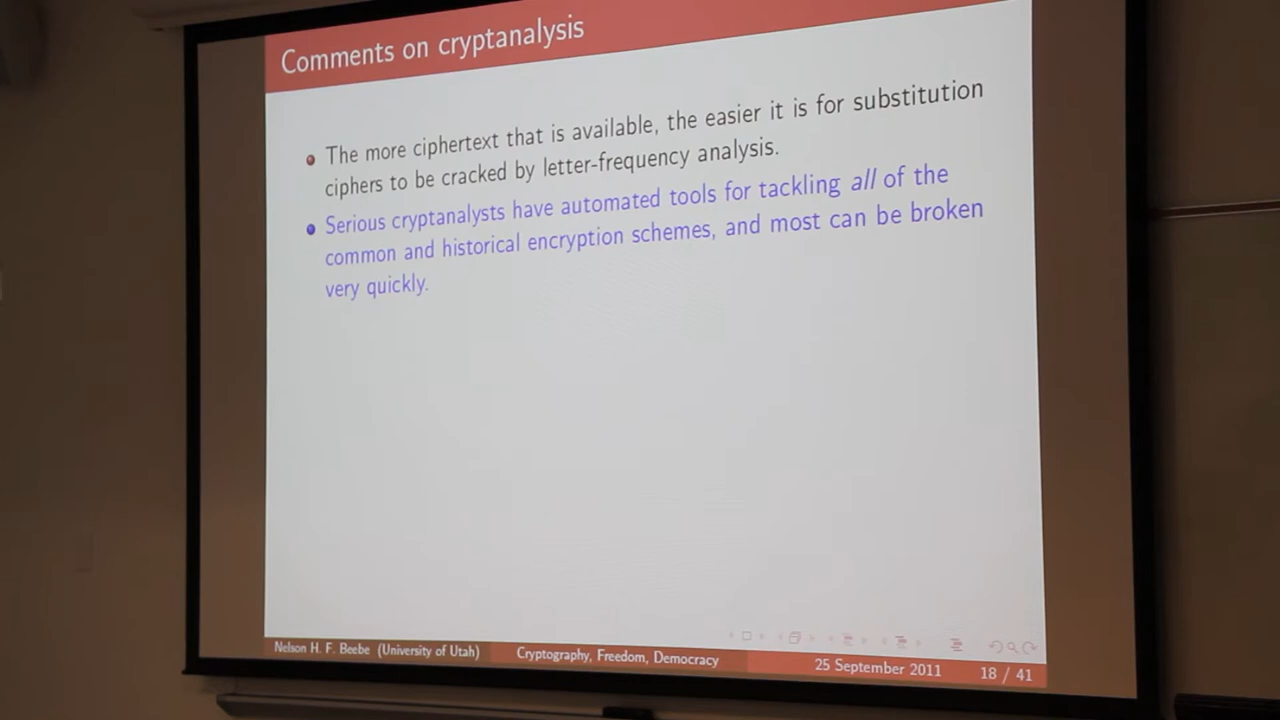 Comments on cryptanalysis
The more ciphertext that is available, the easier it is for substitution
ciphers to be cracked by letter-frequency analysis.
Serious cryptanalysts have automated tools for tackling all of the
common and historical encryption schemes, and most can be broken
very quickly.
Nelson H. F. Beebe (University of Utah) Cryptography, Freedom, Democracy 25 September 2011 18 / 41